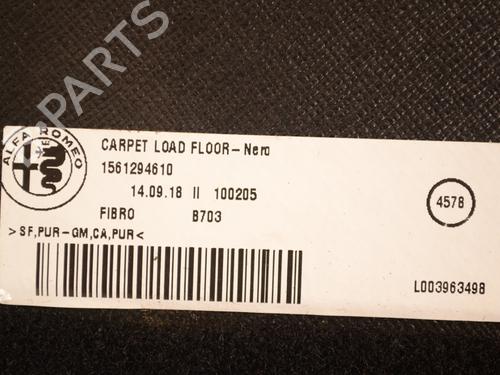 B-PARTS
ALFA ROMEO
CARPET LOAD FLOOR-Nero
1561294610
14.09.18 II 100205
FIBRO B703
4578
>SF,PUR-GM,CA,PUR<
L003963498